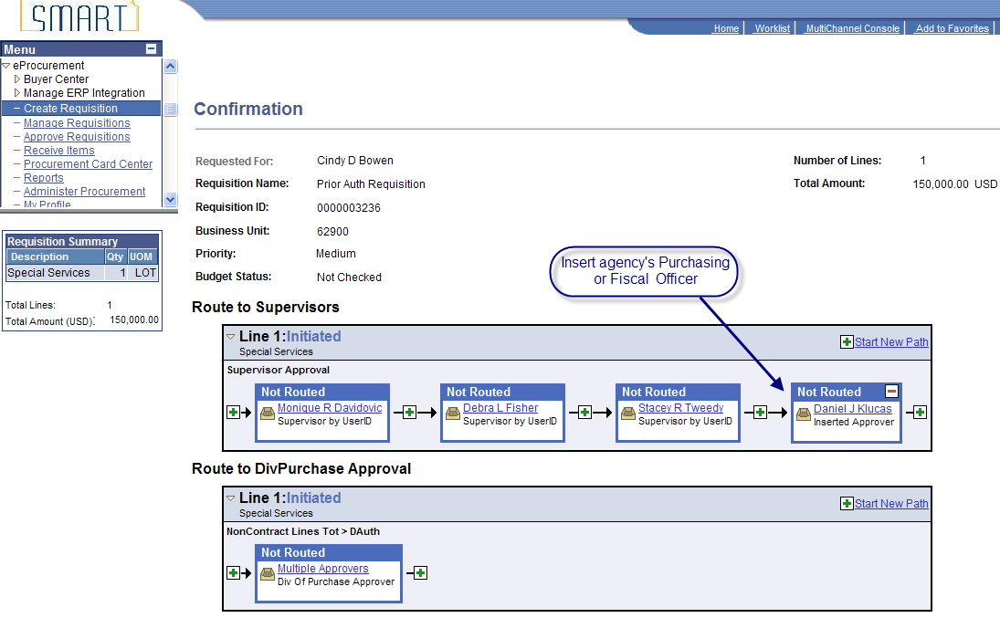 SMART
Home Worklist MultiChannel Console Add to Favorites
Menu
eProcurement
Buyer Center
Manage ERP Integration
Create Requisition
Manage Requisitions
Approve Requisitions
Receive Items
Procurement Card Center
Reports
Administer Procurement
My Profile
Requisition Summary
Description Qty UOM
Special Services 1 LOT
Total Lines: 1
Total Amount (USD): 150,000.00
Confirmation
Requested For: Cindy D Bowen
Number of Lines: 1
Requisition Name: Prior Auth Requisition
Total Amount: 150,000.00 USD
Requisition ID: 0000003236
Business Unit: 62900
Priority: Medium
Budget Status: Not Checked
Insert agency's Purchasing
or Fiscal Officer
Route to Supervisors
Line 1:Initiated
Start New Path
Special Services
Supervisor Approval
Not Routed
Monique R Davidovic
Supervisor by UserID
Not Routed
Debra L Fisher
Supervisor by UserID
Not Routed
Stacey R Tweedy
Supervisor by UserID
Not Routed
Daniel J Klucas
Inserted Approver
Route to DivPurchase Approval
Line 1:Initiated
Start New Path
Special Services
NonContract Lines Tot > DAuth
Not Routed
Multiple Approvers
Div Of Purchase Approver